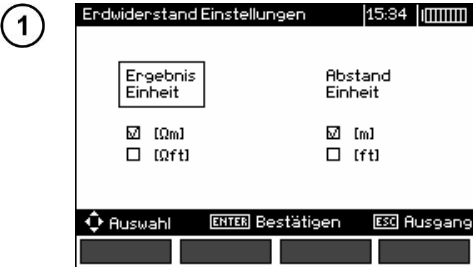 1
Erdwiderstand Einstellungen 15:34
Ergebnis Einheit
Abstand Einheit
☑ [Ωm]
☐ [Ωft]
☑ [m]
☐ [ft]
Auswahl ENTER Bestätigen ESC Ausgang